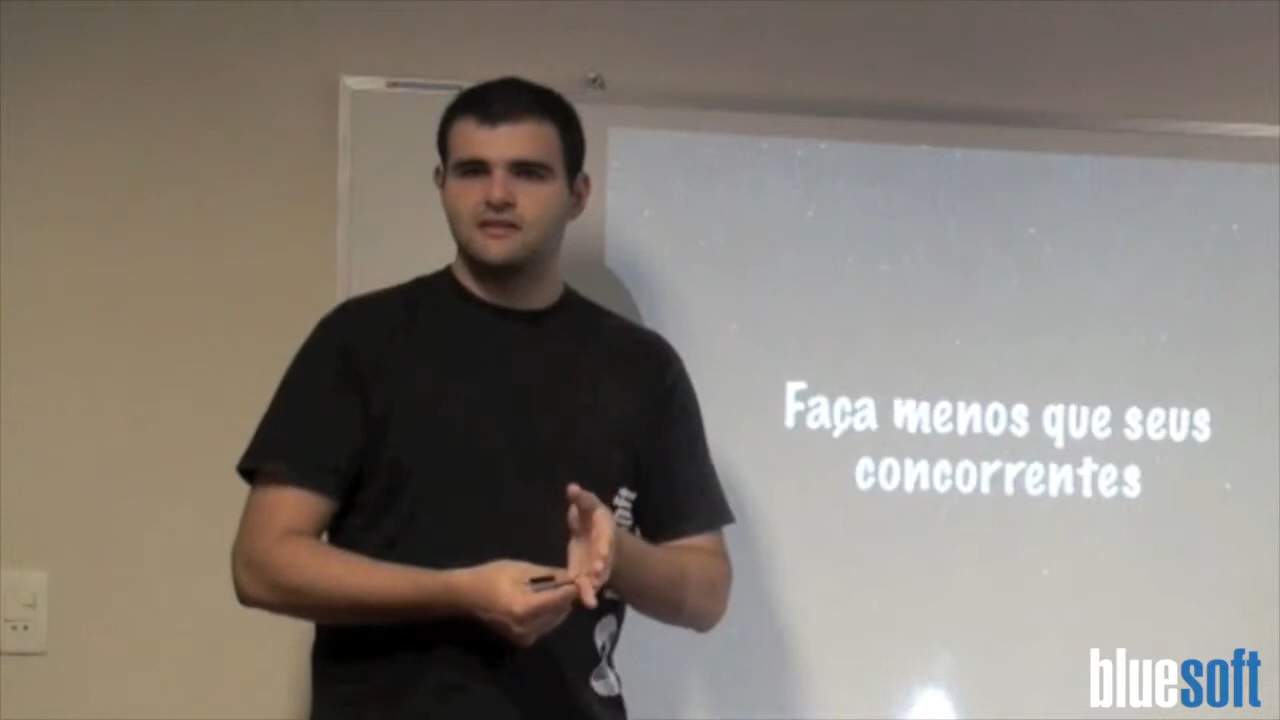 Faça menos que seus
concorrentes
bluesoft